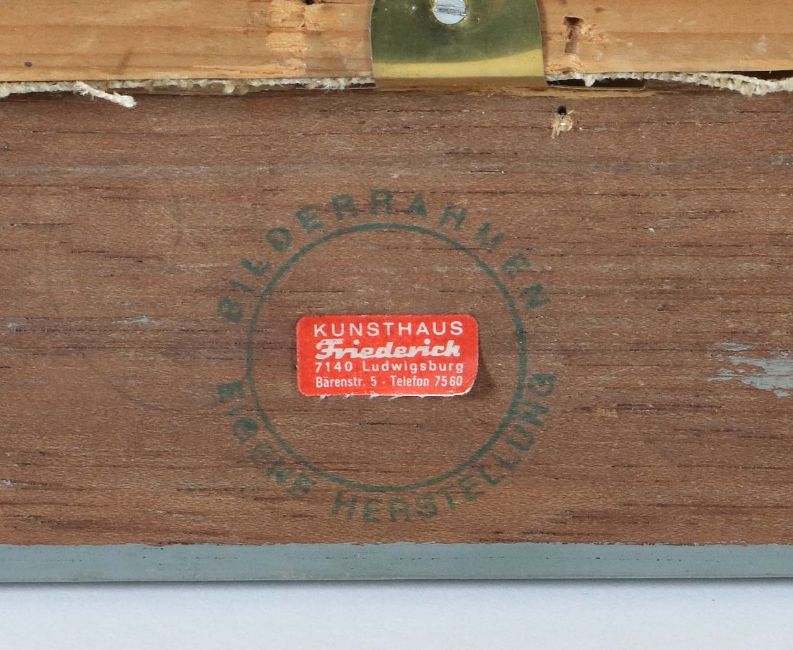 BILDERRAHMEN
KUNSTHAUS
Friederich
7140 Ludwigsburg
Bärenstr. 5 - Telefon 7560
EIGENE HERSTELLUNG